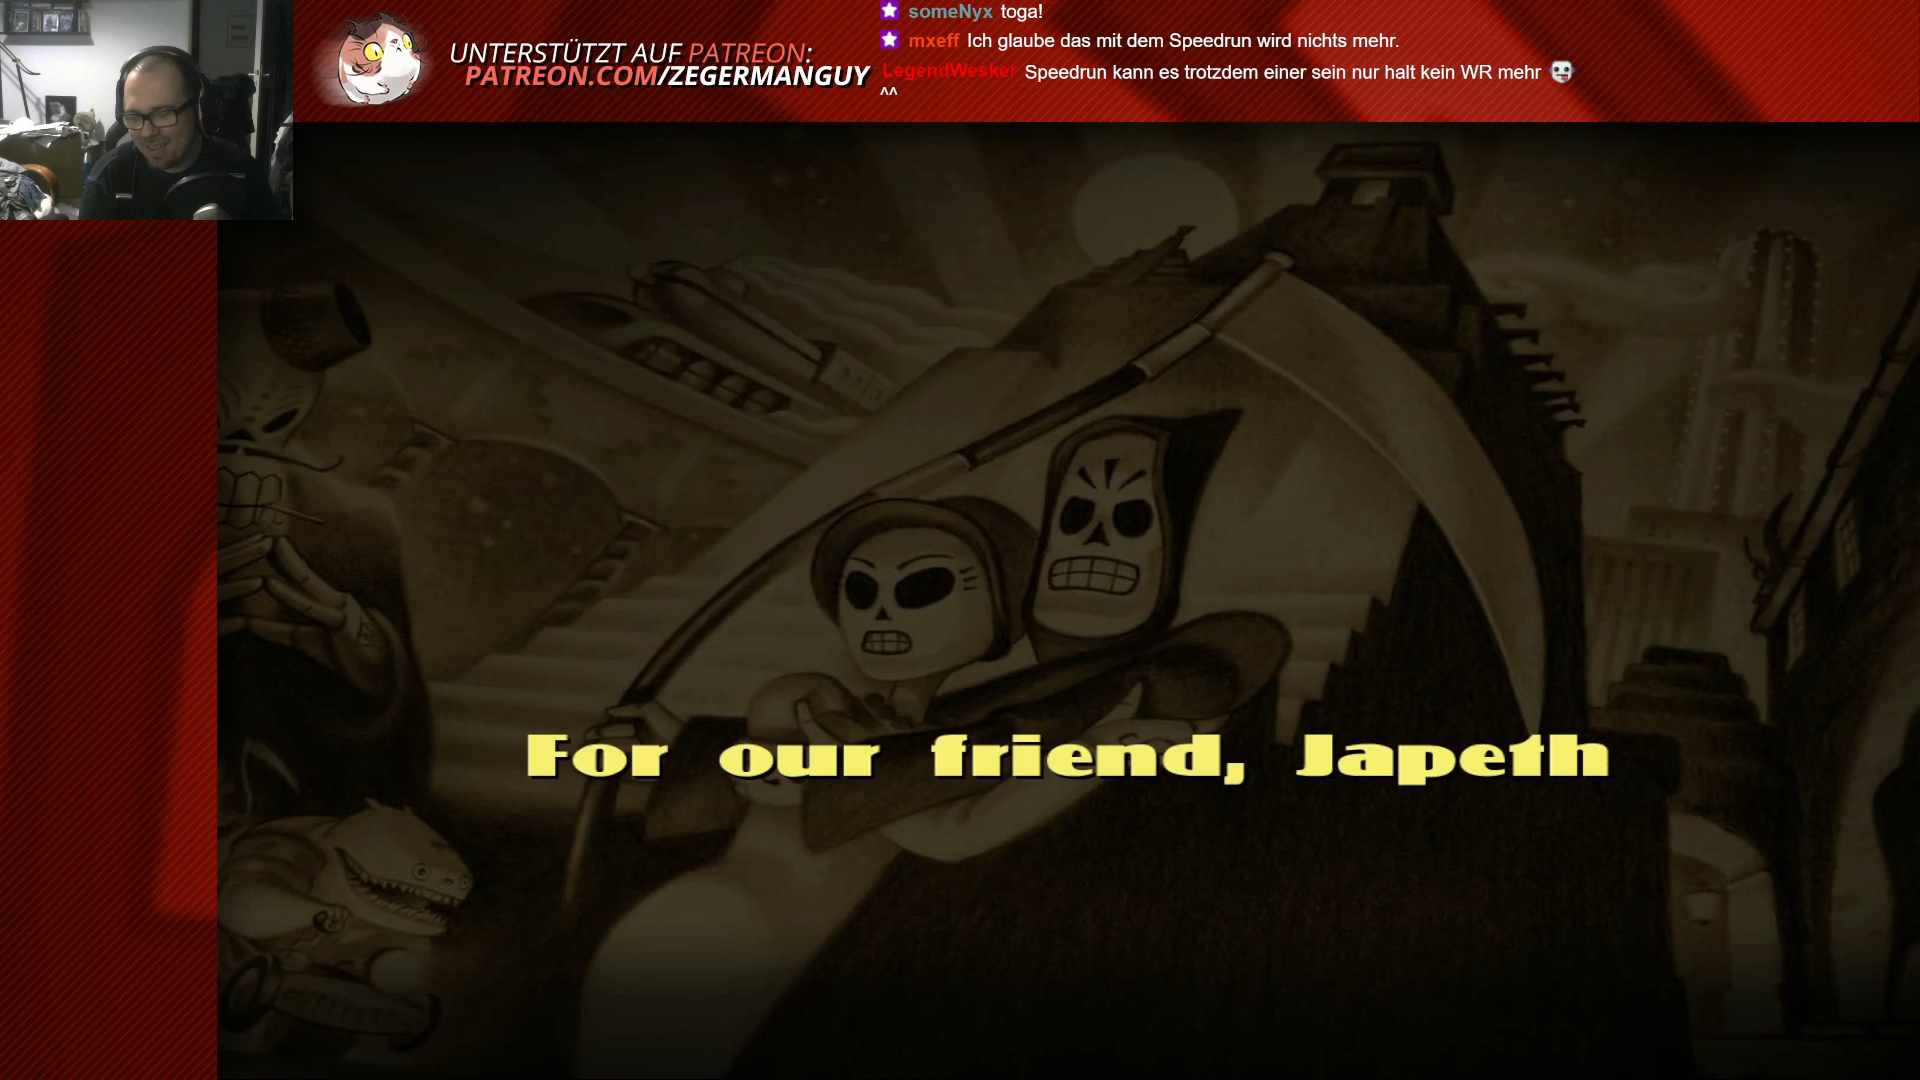 UNTERSTÜTZT AUF PATREON:
PATREON.COM/ZEGERMANGUY
someNyx toga!
mxeff Ich glaube das mit dem Speedrun wird nichts mehr.
LegendWesker Speedrun kann es trotzdem einer sein nur halt kein WR mehr
^^
For our friend, Japeth